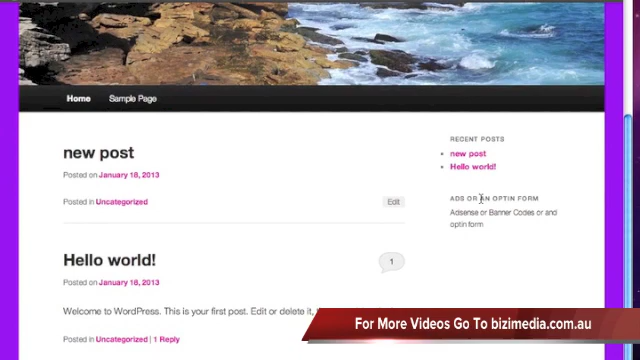 Home Sample Page
new post
Posted on January 18, 2013
Posted in Uncategorized
Edit
Hello world!
1
Posted on January 18, 2013
Welcome to WordPress. This is your first post. Edit or delete it,
Posted in Uncategorized | 1 Reply
RECENT POSTS
new post
Hello world!
ADS OR AN OPTIN FORM
Adsense or Banner Codes or and
optin form
For More Videos Go To bizimedia.com.au